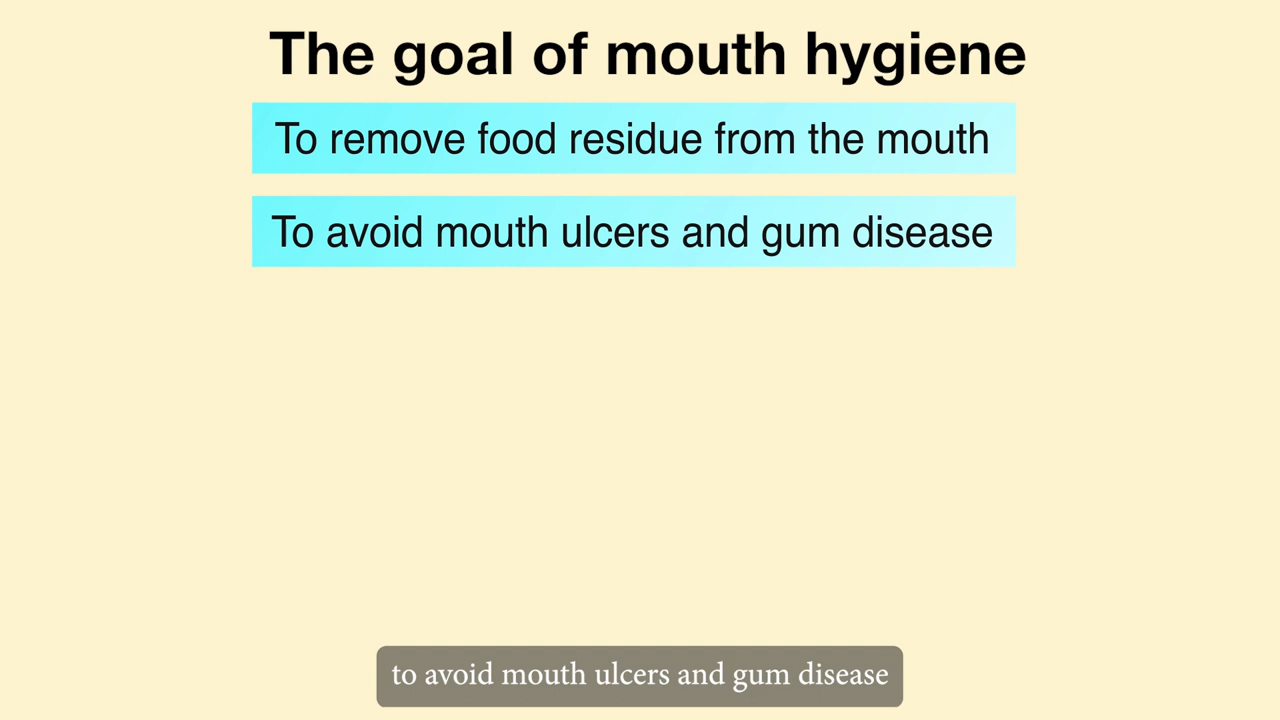 The goal of mouth hygiene
To remove food residue from the mouth
To avoid mouth ulcers and gum disease
to avoid mouth ulcers and gum disease